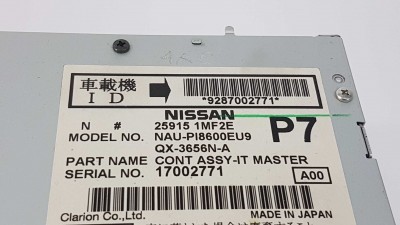 車載機
ID
*9287002771*
NISSAN
N # 25915 1MF2E
P7
MODEL NO. NAU-PI8600EU9
QX-3656N-A
PART NAME CONT ASSY-IT MASTER
SERIAL NO. 17002771
A00
Clarion Co.,Ltd. MADE IN JAPAN